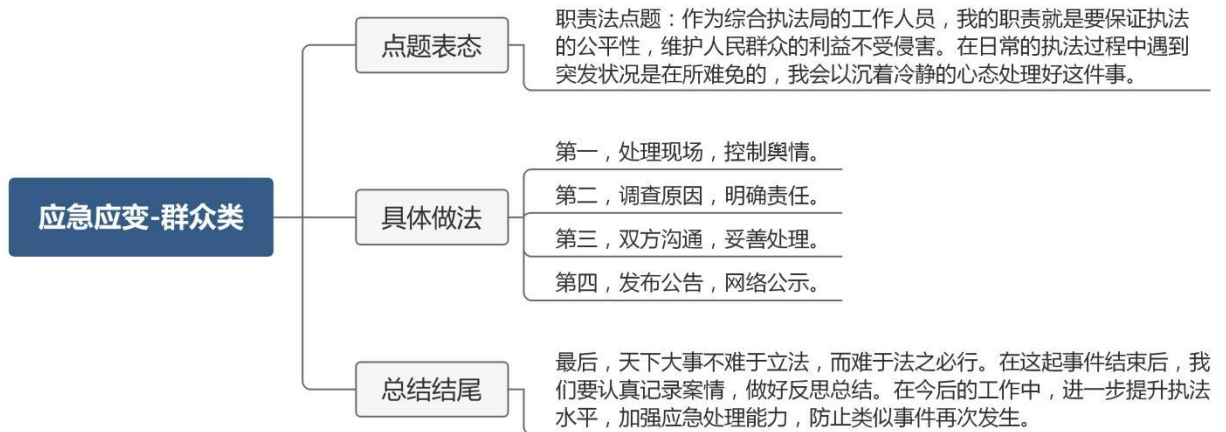 应急应变-群众类
点题表态
职责法点题：作为综合执法局的工作人员，我的职责就是要保证执法
的公平性，维护人民群众的利益不受侵害。在日常的执法过程中遇到
突发状况是在所难免的，我会以沉着冷静的心态处理好这件事。
具体做法
第一，处理现场，控制舆情。
第二，调查原因，明确责任。
第三，双方沟通，妥善处理。
第四，发布公告，网络公示。
总结结尾
最后，天下大事不难于立法，而难于法之必行。在这起事件结束后，我
们要认真记录案情，做好反思总结。在今后的工作中，进一步提升执法
水平，加强应急处理能力，防止类似事件再次发生。